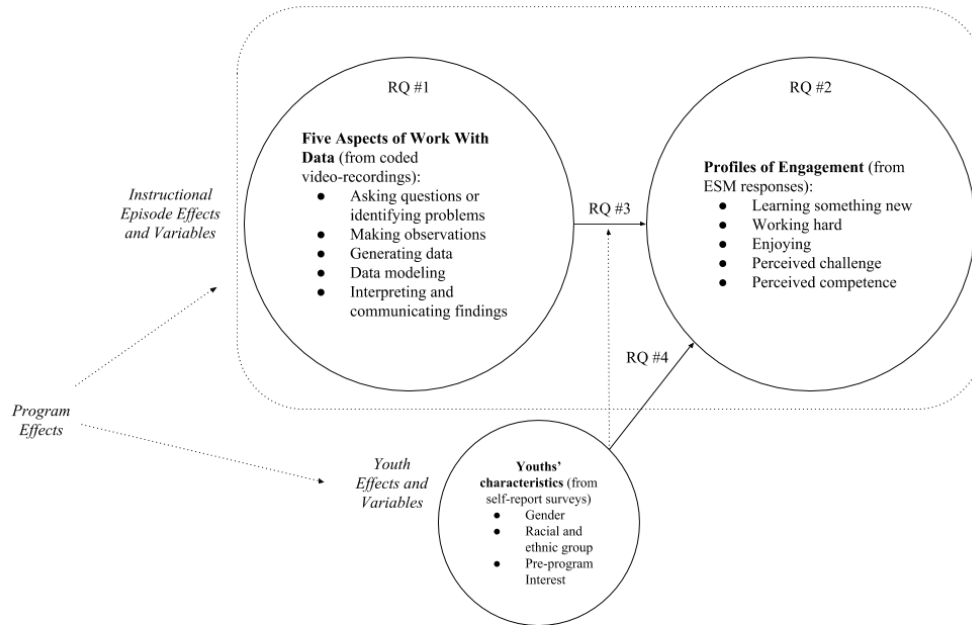 RQ #1
Five Aspects of Work With
Data (from coded
video-recordings):
● Asking questions or
identifying problems
● Making observations
● Generating data
● Data modeling
● Interpreting and
communicating findings
RQ #2
Profiles of Engagement (from
ESM responses):
● Learning something new
● Working hard
● Enjoying
● Perceived challenge
● Perceived competence
Instructional
Episode Effects
and Variables
RQ #3
RQ #4
Program
Effects
Youth
Effects and
Variables
Youths'
characteristics (from
self-report surveys)
● Gender
● Racial and
ethnic group
● Pre-program
Interest